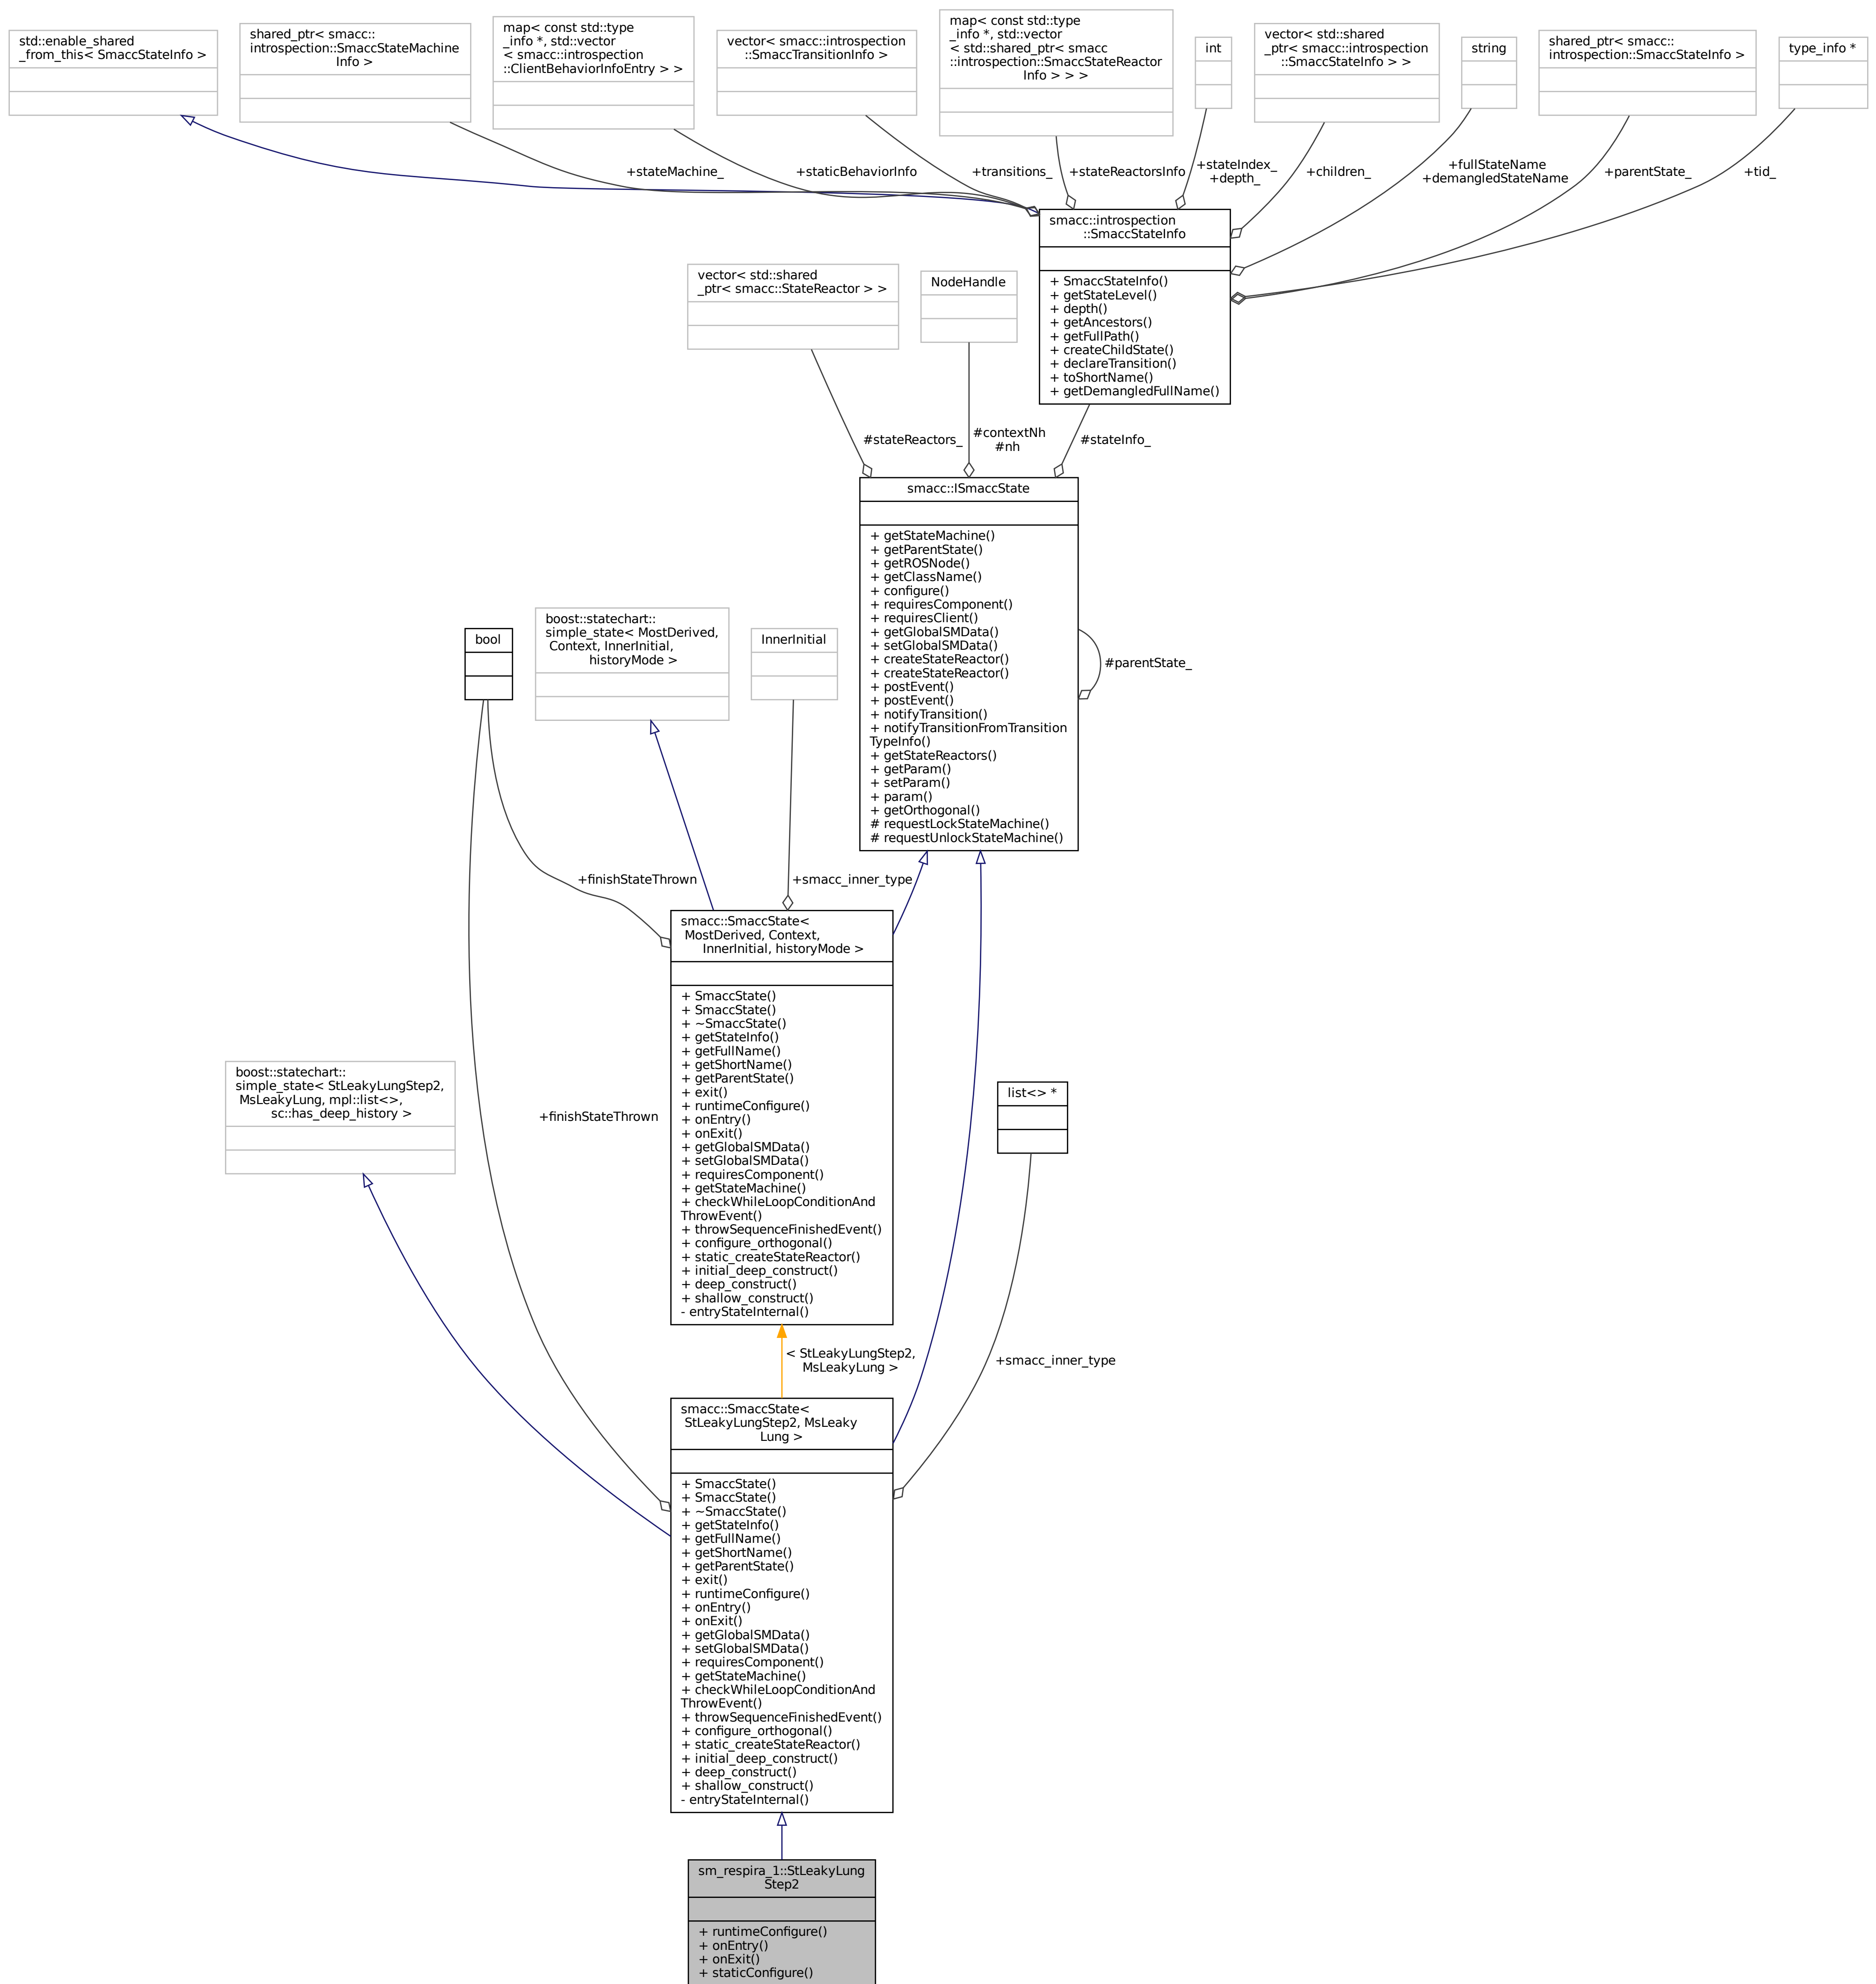 std::enable_shared
_from_this< SmaccStateInfo >
shared_ptr< smacc::
introspection::SmaccStateMachine
Info >
map< const std::type
_info *, std::vector
< smacc::introspection
::ClientBehaviorInfoEntry > >
vector< smacc::introspection
::SmaccTransitionInfo >
map< const std::type
_info *, std::vector
< std::shared_ptr< smacc
::introspection::SmaccStateReactor
Info > > >
int
vector< std::shared
_ptr< smacc::introspection
::SmaccStateInfo > >
string
shared_ptr< smacc::
introspection::SmaccStateInfo >
type_info *
+stateMachine_
+staticBehaviorInfo
+transitions_
+stateReactorsInfo
+stateIndex_
+depth_
+children_
+fullStateName
+demangledStateName
+parentState_
+tid_
smacc::introspection
::SmaccStateInfo
+ SmaccStateInfo()
+ getStateLevel()
+ depth()
+ getAncestors()
+ getFullPath()
+ createChildState()
+ declareTransition()
+ toShortName()
+ getDemangledFullName()
vector< std::shared
_ptr< smacc::StateReactor > >
NodeHandle
#stateReactors_
#contextNh
#nh
#stateInfo_
smacc::ISmaccState
+ getStateMachine()
+ getParentState()
+ getROSNode()
+ getClassName()
+ configure()
+ requiresComponent()
+ requiresClient()
+ getGlobalSMData()
+ setGlobalSMData()
+ createStateReactor()
+ createStateReactor()
+ postEvent()
+ postEvent()
+ notifyTransition()
+ notifyTransitionFromTransition
TypeInfo()
+ getStateReactors()
+ getParam()
+ setParam()
+ param()
+ getOrthogonal()
# requestLockStateMachine()
# requestUnlockStateMachine()
#parentState_
bool
boost::statechart::
simple_state< MostDerived,
Context, InnerInitial,
historyMode >
InnerInitial
+finishStateThrown
+smacc_inner_type
smacc::SmaccState<
MostDerived, Context,
InnerInitial, historyMode >
+ SmaccState()
+ SmaccState()
+ ~SmaccState()
+ getStateInfo()
+ getFullName()
+ getShortName()
+ getParentState()
+ exit()
+ runtimeConfigure()
+ onEntry()
+ onExit()
+ getGlobalSMData()
+ setGlobalSMData()
+ requiresComponent()
+ getStateMachine()
+ checkWhileLoopConditionAnd
ThrowEvent()
+ throwSequenceFinishedEvent()
+ configure_orthogonal()
+ static_createStateReactor()
+ initial_deep_construct()
+ deep_construct()
+ shallow_construct()
- entryStateInternal()
boost::statechart::
simple_state< StLeakyLungStep2,
MsLeakyLung, mpl::list<>,
sc::has_deep_history >
+finishStateThrown
list<> *
< StLeakyLungStep2,
MsLeakyLung >
+smacc_inner_type
smacc::SmaccState<
StLeakyLungStep2, MsLeaky
Lung >
+ SmaccState()
+ SmaccState()
+ ~SmaccState()
+ getStateInfo()
+ getFullName()
+ getShortName()
+ getParentState()
+ exit()
+ runtimeConfigure()
+ onEntry()
+ onExit()
+ getGlobalSMData()
+ setGlobalSMData()
+ requiresComponent()
+ getStateMachine()
+ checkWhileLoopConditionAnd
ThrowEvent()
+ throwSequenceFinishedEvent()
+ configure_orthogonal()
+ static_createStateReactor()
+ initial_deep_construct()
+ deep_construct()
+ shallow_construct()
- entryStateInternal()
sm_respira_1::StLeakyLung
Step2
+ runtimeConfigure()
+ onEntry()
+ onExit()
+ staticConfigure()